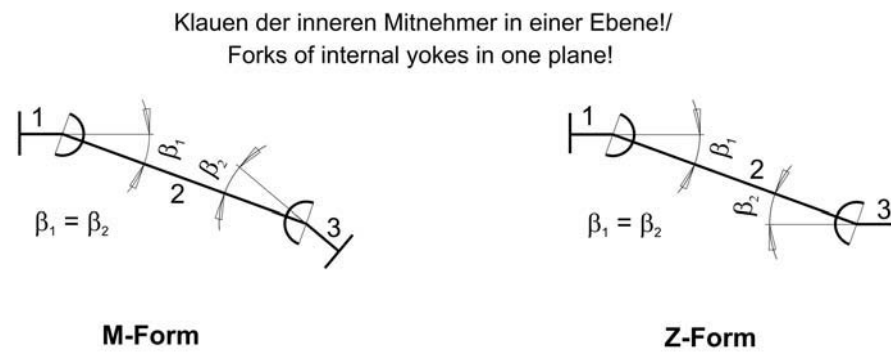 Klauen der inneren Mitnehmer in einer Ebene!/
Forks of internal yokes in one plane!
1
β₁
β₂
2
3
β₁ = β₂
M-Form
1
β₁
2
β₂
3
β₁ = β₂
Z-Form